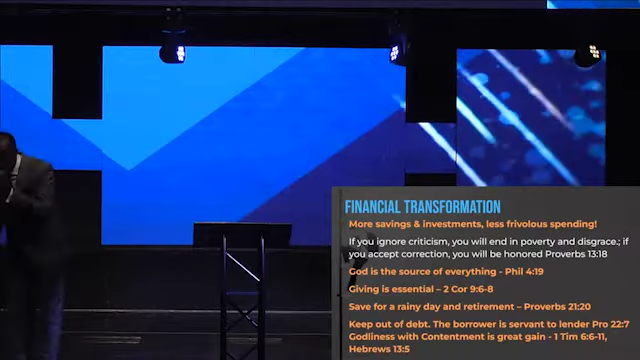 FINANCIAL TRANSFORMATION
More savings & investments, less frivolous spending!
If you ignore criticism, you will end in poverty and disgrace.; if
you accept correction, you will be honored Proverbs 13:18
God is the source of everything - Phil 4:19
Giving is essential – 2 Cor 9:6-8
Save for a rainy day and retirement – Proverbs 21:20
Keep out of debt. The borrower is servant to lender Pro 22:7
Godliness with Contentment is great gain - 1 Tim 6:6-11,
Hebrews 13:5